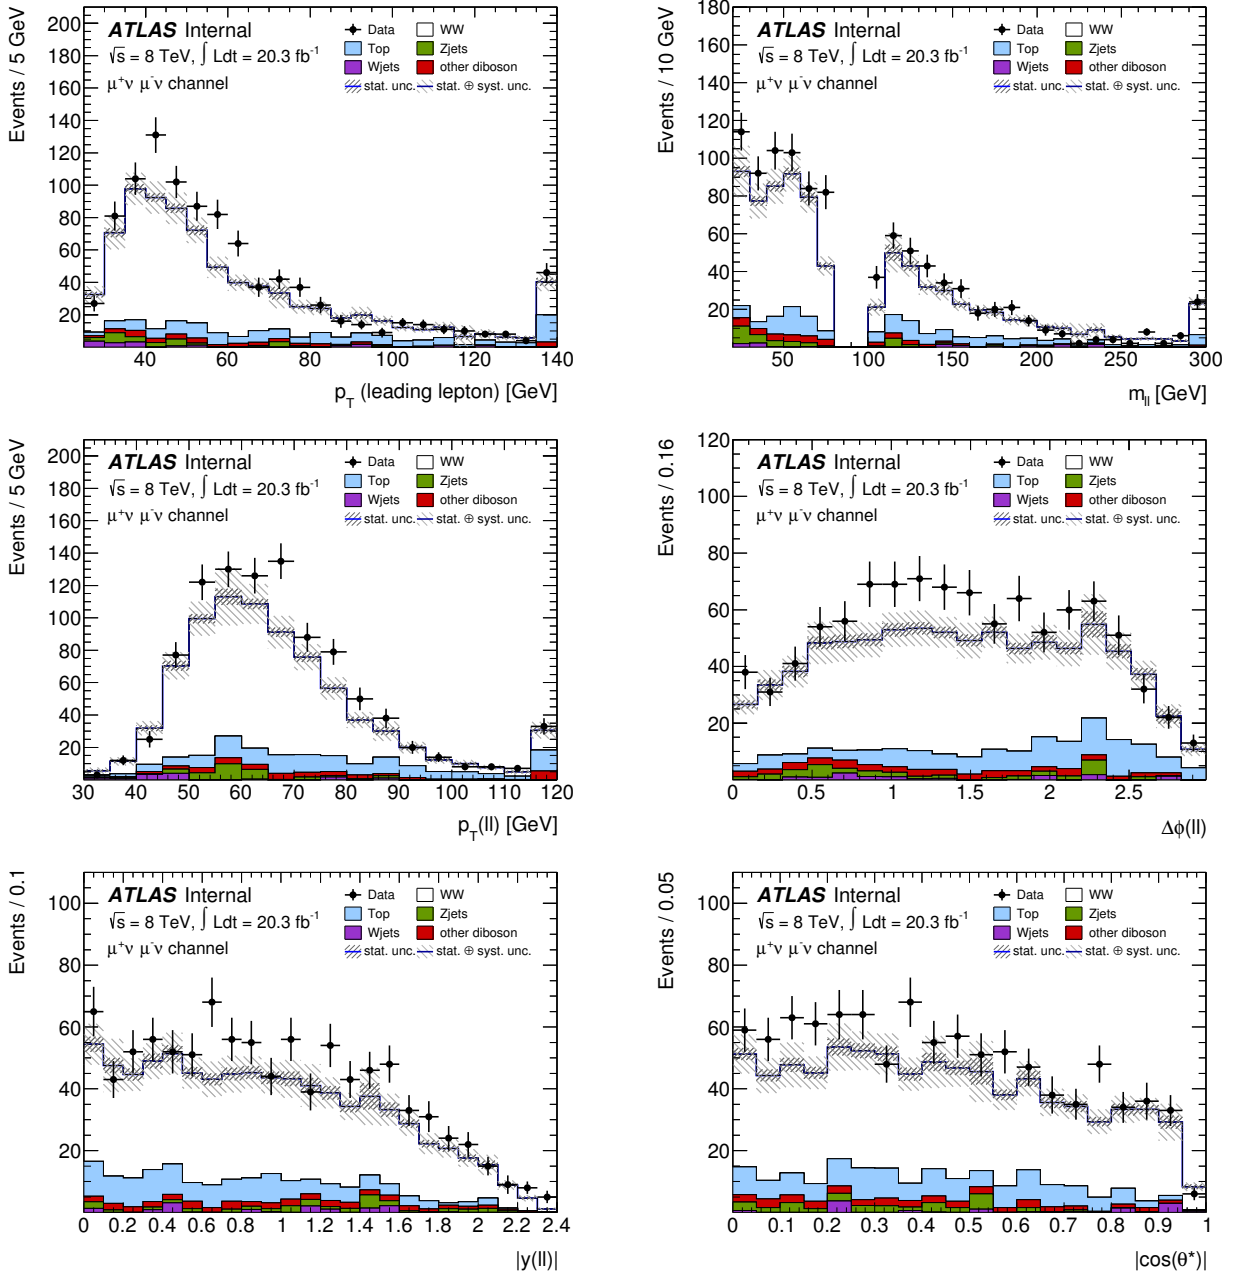 Events / 5 GeV
200
180
160
140
120
100
80
60
40
20
ATLAS Internal
√s = 8 TeV, ∫ Ldt = 20.3 fb⁻¹
μ⁺ν μ⁻ν channel
Data
WW
Top
Zjets
Wjets
other diboson
stat. unc.
stat. ⊕ syst. unc.
40 60 80 100 120 140
p_T (leading lepton) [GeV]
Events / 10 GeV
180
160
140
120
100
80
60
40
20
ATLAS Internal
√s = 8 TeV, ∫ Ldt = 20.3 fb⁻¹
μ⁺ν μ⁻ν channel
Data
WW
Top
Zjets
Wjets
other diboson
stat. unc.
stat. ⊕ syst. unc.
50 100 150 200 250 300
m_ll [GeV]
Events / 5 GeV
200
180
160
140
120
100
80
60
40
20
ATLAS Internal
√s = 8 TeV, ∫ Ldt = 20.3 fb⁻¹
μ⁺ν μ⁻ν channel
Data
WW
Top
Zjets
Wjets
other diboson
stat. unc.
stat. ⊕ syst. unc.
30 40 50 60 70 80 90 100 110 120
p_T(ll) [GeV]
Events / 0.16
120
100
80
60
40
20
ATLAS Internal
√s = 8 TeV, ∫ Ldt = 20.3 fb⁻¹
μ⁺ν μ⁻ν channel
Data
WW
Top
Zjets
Wjets
other diboson
stat. unc.
stat. ⊕ syst. unc.
0 0.5 1 1.5 2 2.5
Δϕ(ll)
Events / 0.1
100
80
60
40
20
ATLAS Internal
√s = 8 TeV, ∫ Ldt = 20.3 fb⁻¹
μ⁺ν μ⁻ν channel
Data
WW
Top
Zjets
Wjets
other diboson
stat. unc.
stat. ⊕ syst. unc.
0 0.2 0.4 0.6 0.8 1 1.2 1.4 1.6 1.8 2 2.2 2.4
|y(ll)|
Events / 0.05
100
80
60
40
20
ATLAS Internal
√s = 8 TeV, ∫ Ldt = 20.3 fb⁻¹
μ⁺ν μ⁻ν channel
Data
WW
Top
Zjets
Wjets
other diboson
stat. unc.
stat. ⊕ syst. unc.
0 0.1 0.2 0.3 0.4 0.5 0.6 0.7 0.8 0.9 1
|cos(θ*)|